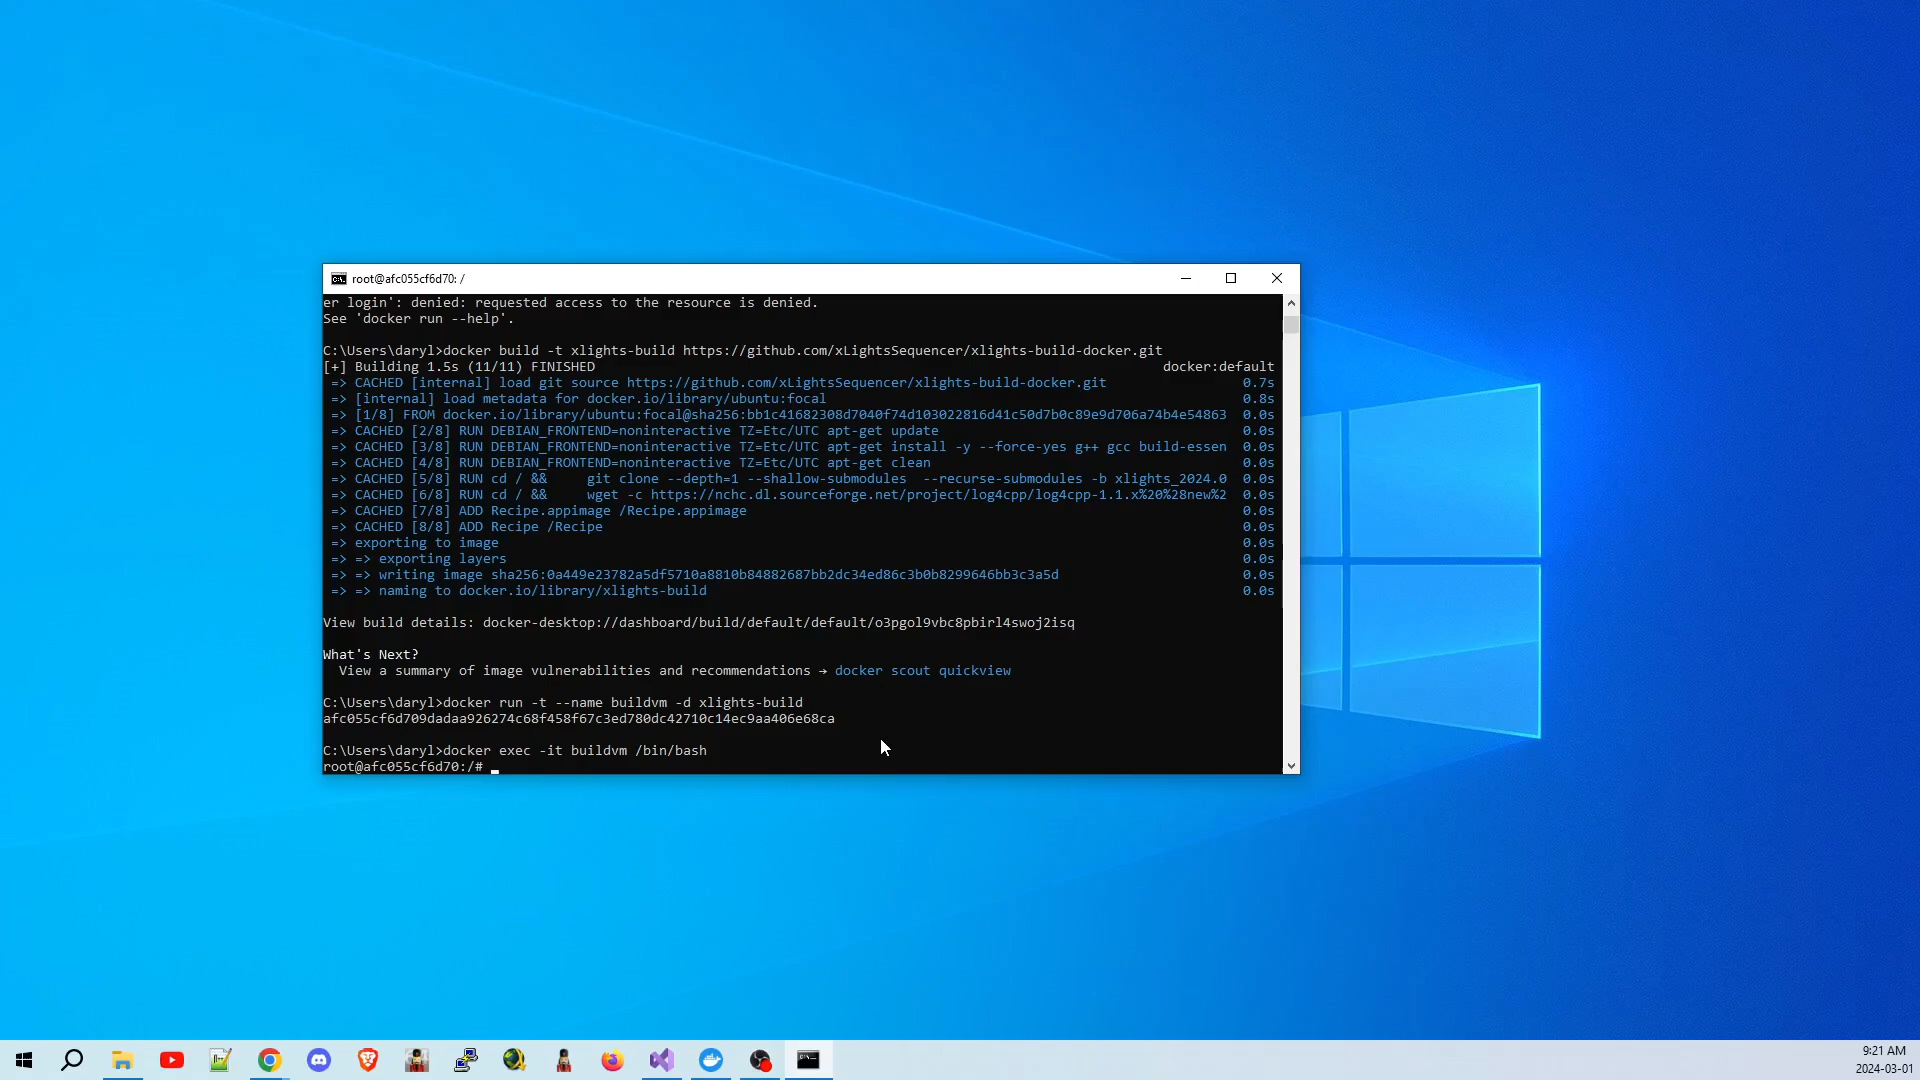 root@afc055cf6d70: /
er login': denied: requested access to the resource is denied.
See 'docker run --help'.
C:\Users\daryl>docker build -t xlights-build https://github.com/xLightsSequencer/xlights-build-docker.git
[+] Building 1.5s (11/11) FINISHED docker:default
=> CACHED [internal] load git source https://github.com/xLightsSequencer/xlights-build-docker.git 0.7s
=> [internal] load metadata for docker.io/library/ubuntu:focal 0.8s
=> [1/8] FROM docker.io/library/ubuntu:focal@sha256:bb1c41682308d7040f74d103022816d41c50d7b0c89e9d706a74b4e54863 0.0s
=> CACHED [2/8] RUN DEBIAN_FRONTEND=noninteractive TZ=Etc/UTC apt-get update 0.0s
=> CACHED [3/8] RUN DEBIAN_FRONTEND=noninteractive TZ=Etc/UTC apt-get install -y --force-yes g++ gcc build-essen 0.0s
=> CACHED [4/8] RUN DEBIAN_FRONTEND=noninteractive TZ=Etc/UTC apt-get clean 0.0s
=> CACHED [5/8] RUN cd / && git clone --depth=1 --shallow-submodules --recurse-submodules -b xlights_2024.0 0.0s
=> CACHED [6/8] RUN cd / && wget -c https://nchc.dl.sourceforge.net/project/log4cpp/log4cpp-1.1.x%20%28new%2 0.0s
=> CACHED [7/8] ADD Recipe.appimage /Recipe.appimage 0.0s
=> CACHED [8/8] ADD Recipe /Recipe 0.0s
=> exporting to image 0.0s
=> => exporting layers 0.0s
=> => writing image sha256:0a449e23782a5df5710a8810b84882687bb2dc34ed86c3b0b8299646bb3c3a5d 0.0s
=> => naming to docker.io/library/xlights-build 0.0s
View build details: docker-desktop://dashboard/build/default/default/o3pgol9vbc8pbirl4swoj2isq
What's Next?
View a summary of image vulnerabilities and recommendations → docker scout quickview
C:\Users\daryl>docker run -t --name buildvm -d xlights-build
afc055cf6d709dadaa926274c68f458f67c3ed780dc42710c14ec9aa406e68ca
C:\Users\daryl>docker exec -it buildvm /bin/bash
root@afc055cf6d70:/#
9:21 AM
2024-03-01